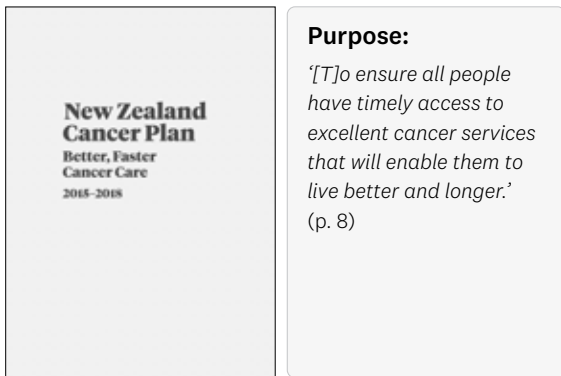 New Zealand
Cancer Plan
Better, Faster
Cancer Care
2015–2018
Purpose:
‘[T]o ensure all people
have timely access to
excellent cancer services
that will enable them to
live better and longer.’
(p. 8)